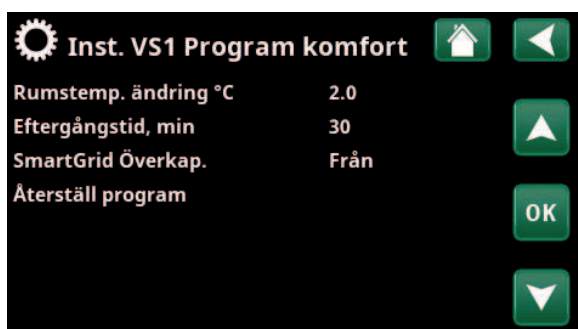 Inst. VS1 Program komfort
Rumstemp. ändring °C 2.0
Eftergångstid, min 30
SmartGrid Överkap. Från
Återställ program
OK